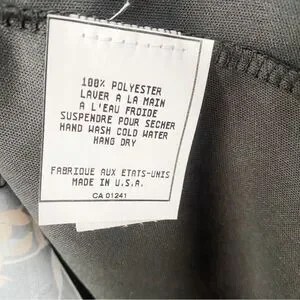 100% POLYESTER
LAVER A LA MAIN
A L'EAU FROIDE
SUSPENDRE POUR SECHER
HAND WASH COLD WATER
HANG DRY
FABRIQUE AUX ETATS-UNIS
MADE IN U.S.A.
CA 01241